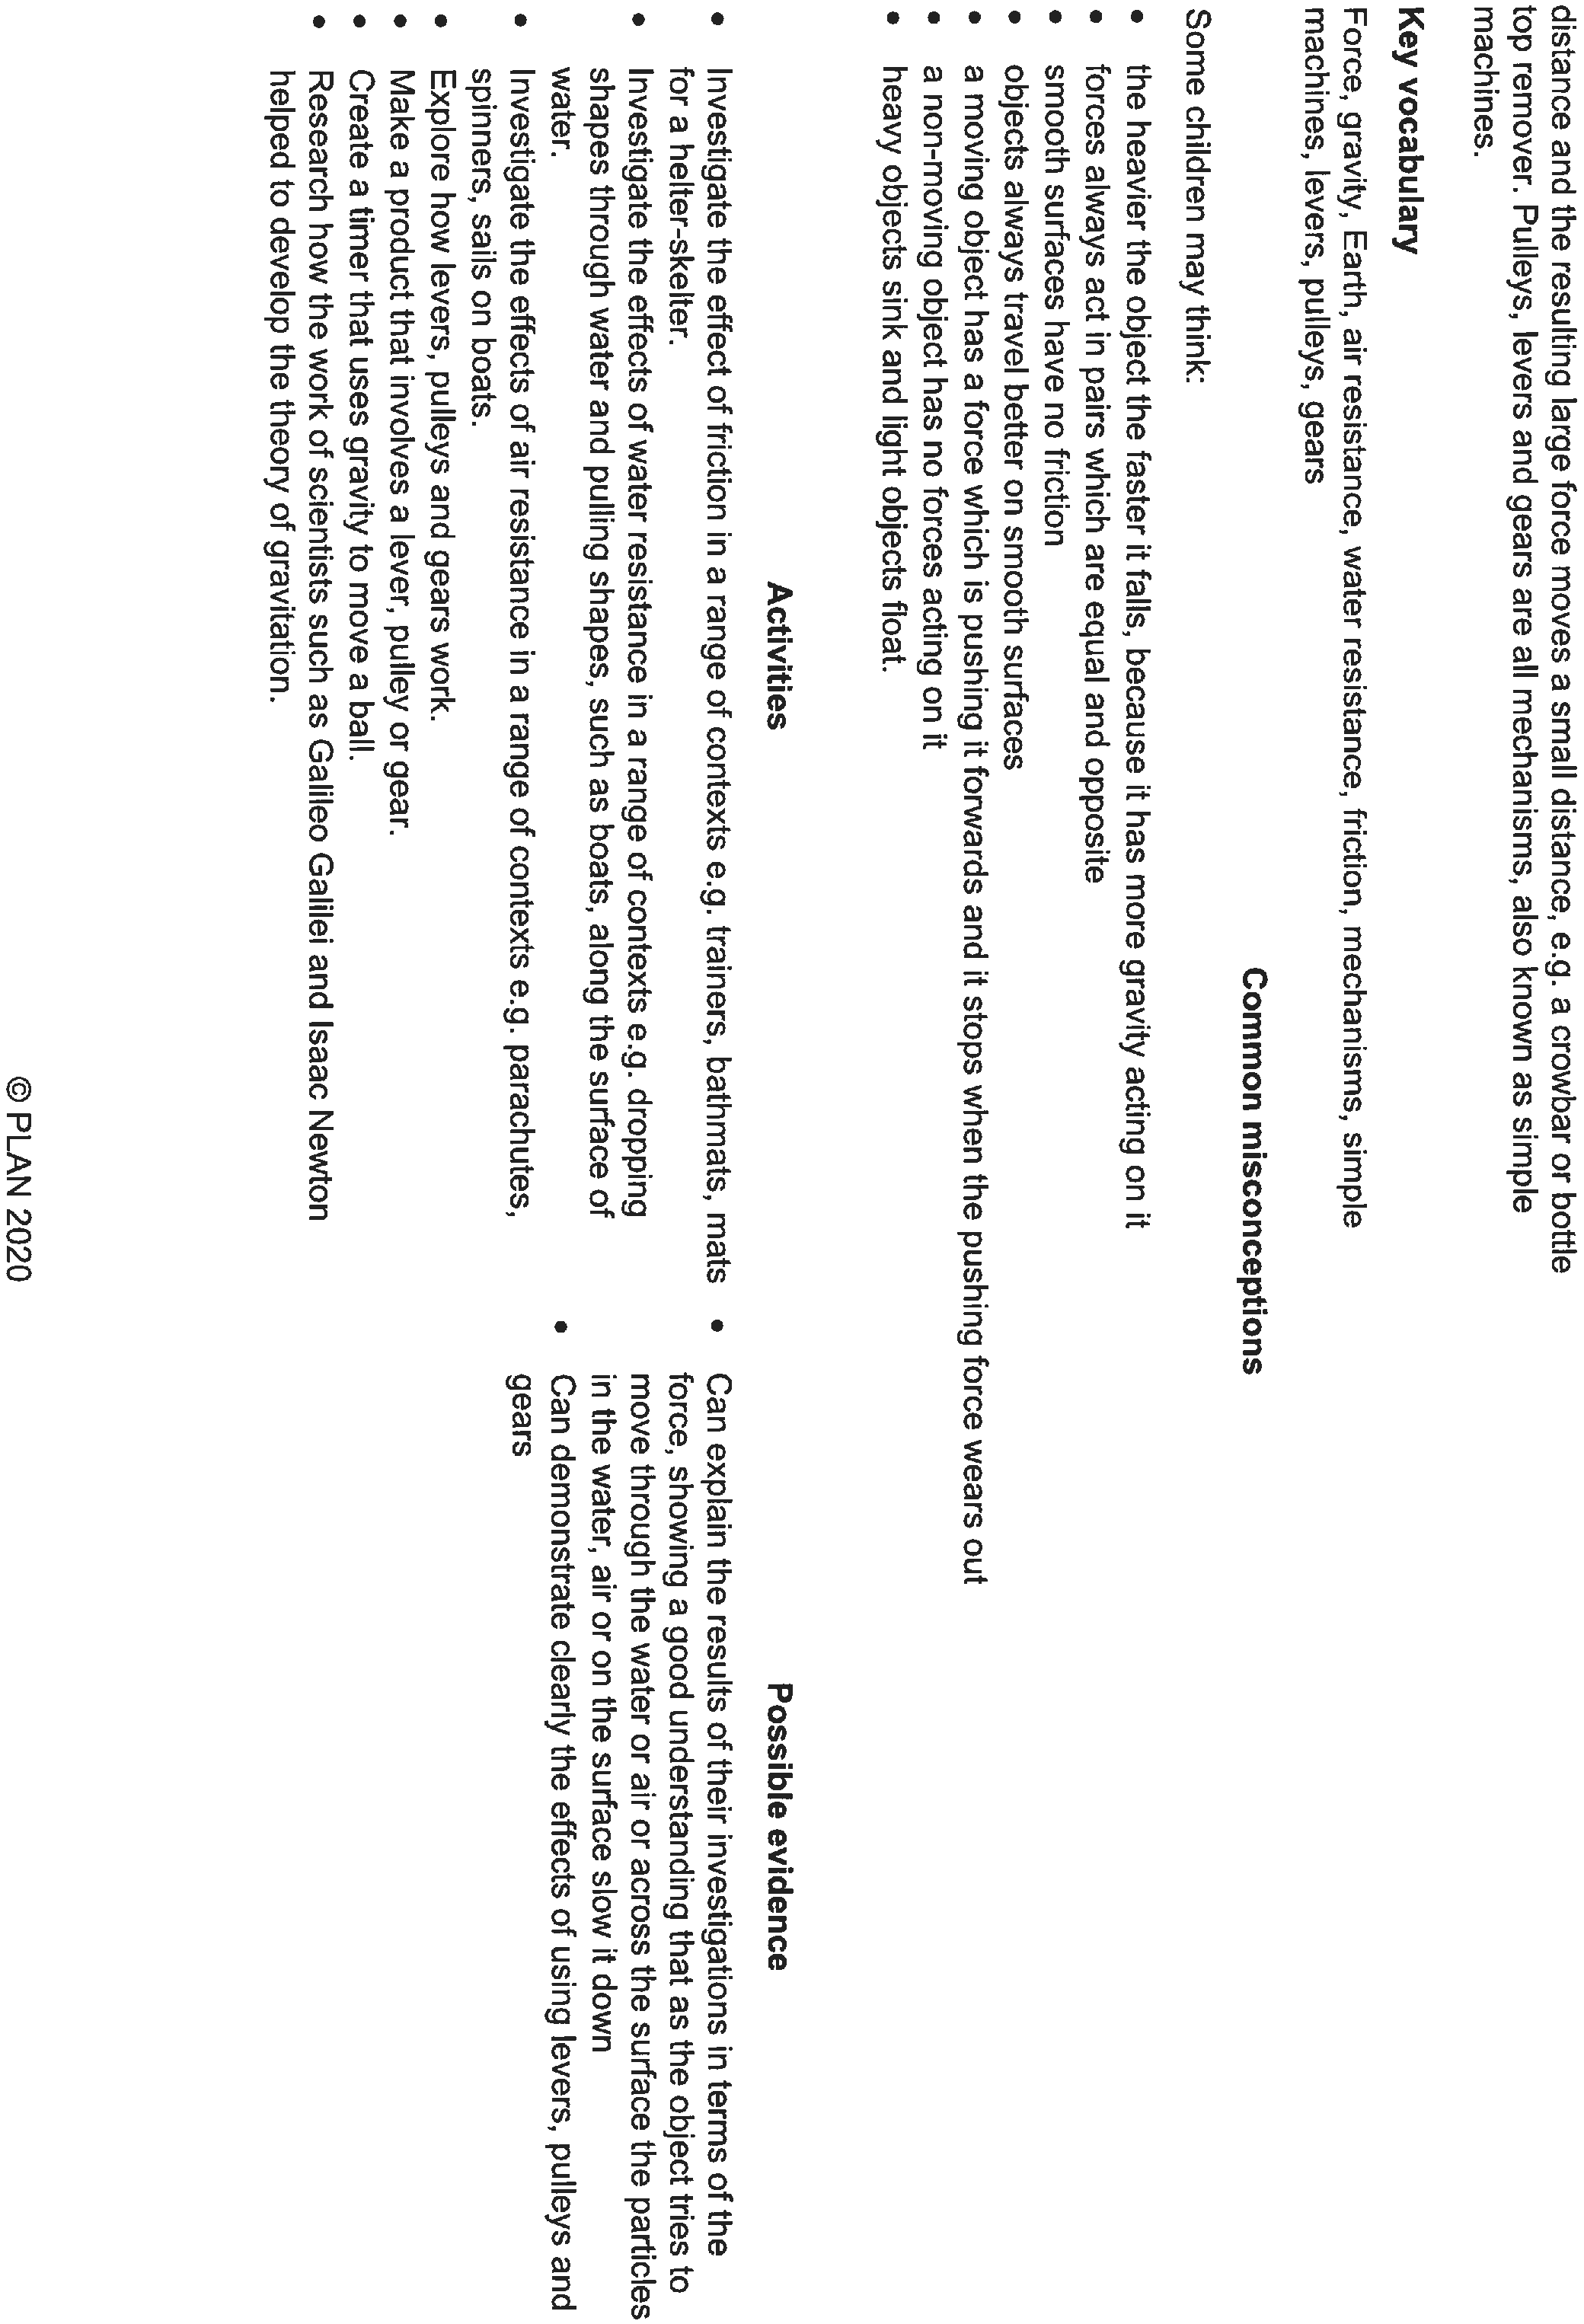 distance and the resulting large force moves a small distance, e.g. a crowbar or bottle
top remover. Pulleys, levers and gears are all mechanisms, also known as simple
machines.
Key vocabulary
Force, gravity, Earth, air resistance, water resistance, friction, mechanisms, simple
machines, levers, pulleys, gears
Common misconceptions
Some children may think:
• the heavier the object the faster it falls, because it has more gravity acting on it
• forces always act in pairs which are equal and opposite
• smooth surfaces have no friction
• objects always travel better on smooth surfaces
• a moving object has a force which is pushing it forwards and it stops when the pushing force wears out
• a non-moving object has no forces acting on it
• heavy objects sink and light objects float.
Activities
• Investigate the effect of friction in a range of contexts e.g. trainers, bathmats, mats
for a helter-skelter.
• Investigate the effects of water resistance in a range of contexts e.g. dropping
shapes through water and pulling shapes, such as boats, along the surface of
water.
• Investigate the effects of air resistance in a range of contexts e.g. parachutes,
spinners, sails on boats.
• Explore how levers, pulleys and gears work.
• Make a product that involves a lever, pulley or gear.
• Create a timer that uses gravity to move a ball.
• Research how the work of scientists such as Galileo Galilei and Isaac Newton
helped to develop the theory of gravitation.
Possible evidence
• Can explain the results of their investigations in terms of the
force, showing a good understanding that as the object tries to
move through the water or air or across the surface the particles
in the water, air or on the surface slow it down
• Can demonstrate clearly the effects of using levers, pulleys and
gears
© PLAN 2020